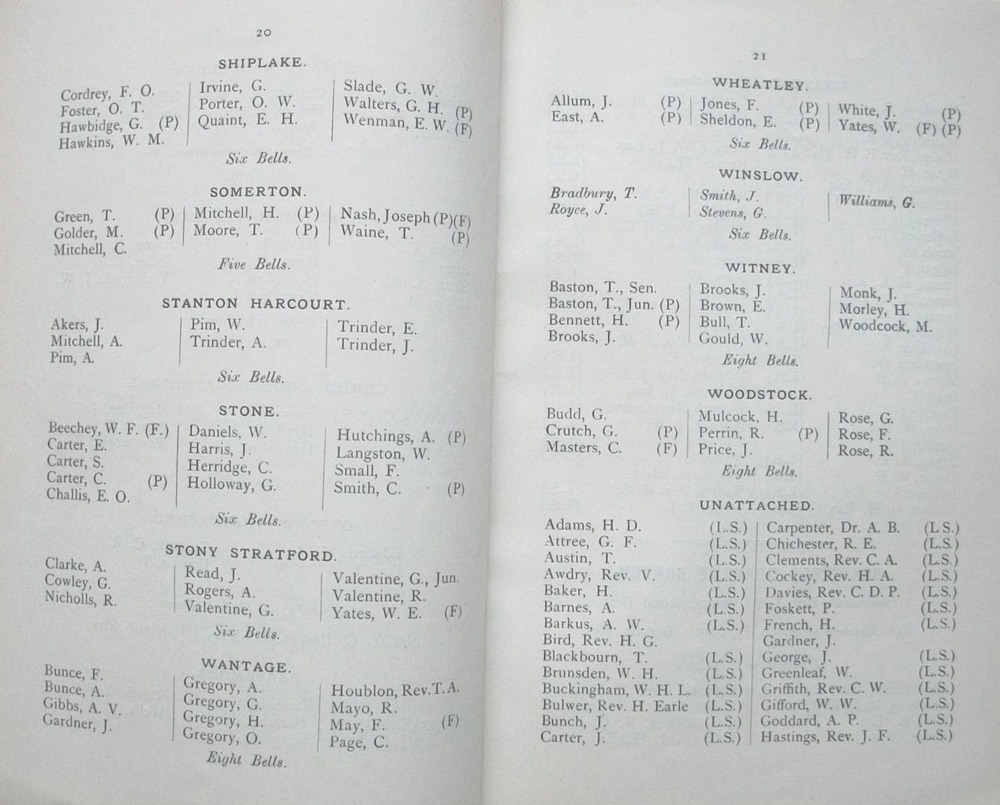 20
SHIPLAKE.
Cordrey, F. O.
Foster, O. T.
Hawbidge, G. (P)
Hawkins, W. M.
Irvine, G.
Porter, O. W.
Quaint, E. H.
Slade, G. W.
Walters, G. H. (P)
Wenman, E. W. (F)
Six Bells.
SOMERTON.
Green, T. (P)
Golder, M. (P)
Mitchell, C.
Mitchell, H. (P)
Moore, T. (P)
Nash, Joseph (P)(F)
Waine, T. (P)
Five Bells.
STANTON HARCOURT.
Akers, J.
Mitchell, A.
Pim, A.
Pim, W.
Trinder, A.
Trinder, E.
Trinder, J.
Six Bells.
STONE.
Beechey, W. F. (F.)
Carter, E.
Carter, S.
Carter, C. (P)
Challis, E. O.
Daniels, W.
Harris, J.
Herridge, C.
Holloway, G.
Hutchings, A. (P)
Langston, W.
Small, F.
Smith, C. (P)
Six Bells.
STONY STRATFORD.
Clarke, A.
Cowley, G.
Nicholls, R.
Read, J.
Rogers, A.
Valentine, G.
Valentine, G., Jun.
Valentine, R.
Yates, W. E. (F)
Six Bells.
WANTAGE.
Bunce, F.
Bunce, A.
Gibbs, A. V.
Gardner, J.
Gregory, A.
Gregory, G.
Gregory, H.
Gregory, O.
Houblon, Rev. T. A.
Mayo, R.
May, F. (F)
Page, C.
Eight Bells.
21
WHEATLEY.
Allum, J. (P)
East, A. (P)
Jones, F. (P)
Sheldon, E. (P)
White, J. (P)
Yates, W. (F) (P)
Six Bells.
WINSLOW.
Bradbury, T.
Royce, J.
Smith, J.
Stevens, G.
Williams, G.
Six Bells.
WITNEY.
Baston, T., Sen.
Baston, T., Jun. (P)
Bennett, H. (P)
Brooks, J.
Brooks, J.
Brown, E.
Bull, T.
Gould, W.
Monk, J.
Morley, H.
Woodcock, M.
Eight Bells.
WOODSTOCK.
Budd, G.
Crutch, G. (P)
Masters, C. (F)
Mulcock, H.
Perrin, R. (P)
Price, J.
Rose, G.
Rose, F.
Rose, R.
Eight Bells.
UNATTACHED.
Adams, H. D. (L.S.)
Attree, G. F. (L.S.)
Austin, T. (L.S.)
Awdry, Rev. V. (L.S.)
Baker, H. (L.S.)
Barnes, A. (L.S.)
Barkus, A. W. (L.S.)
Bird, Rev. H. G.
Blackbourn, T. (L.S.)
Brunsden, W. H. (L.S.)
Buckingham, W. H. L. (L.S.)
Bulwer, Rev. H. Earle (L.S.)
Bunch, J. (L.S.)
Carter, J. (L.S.)
Carpenter, Dr. A. B. (L S.)
Chichester, R. E. (L.S.)
Clements, Rev. C. A. (L.S.)
Cockey, Rev. H. A. (L.S.)
Davies, Rev. C. D. P. (L.S.)
Foskett, P. (L.S.)
French, H. (L.S.)
Gardner, J.
George, J. (L.S.)
Greenleaf, W. (L.S.)
Griffith, Rev. C. W. (L.S.)
Gifford, W. W. (L.S.)
Goddard, A. P. (L.S.)
Hastings, Rev. J. F. (L.S.)